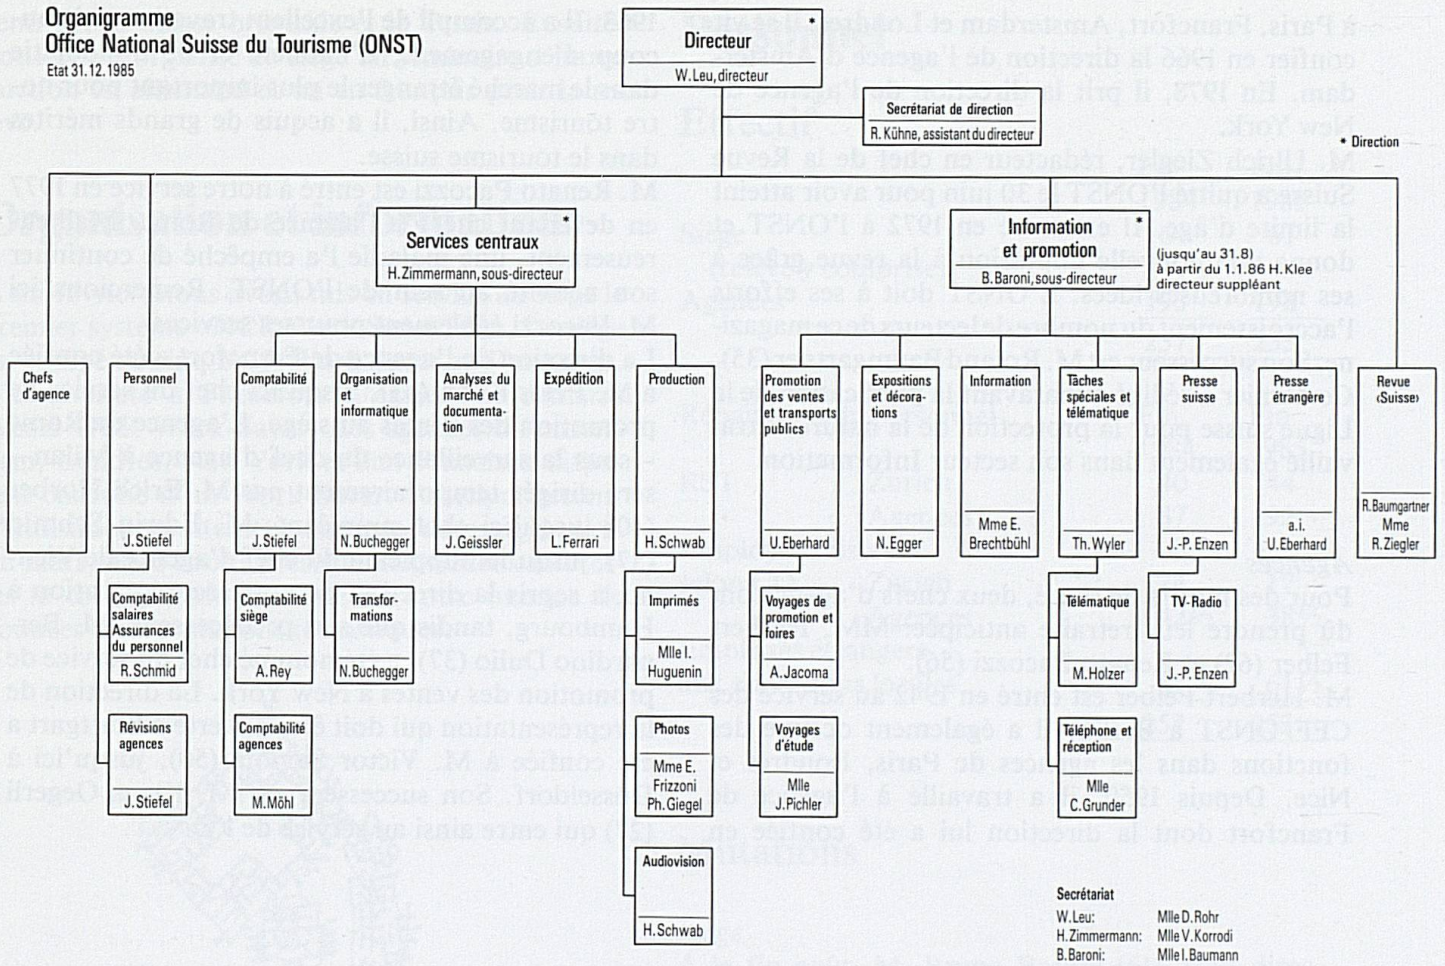 Organigramme
Office National Suisse du Tourisme (ONST)
Etat 31.12.1985
*
Directeur
W. Leu, directeur
Secrétariat de direction
R. Kühne, assistant du directeur
* Direction
*
Services centraux
H. Zimmermann, sous-directeur
*
Information
et promotion
B. Baroni, sous-directeur
(jusqu'au 31.8)
à partir du 1.1.86 H. Klee
directeur suppléant
Chefs
d'agence
Personnel
J. Stiefel
Comptabilité
J. Stiefel
Organisation
et
informatique
N. Buchegger
Analyses du
marché et
documenta-
tion
J. Geissler
Expédition
L. Ferrari
Production
H. Schwab
Promotion
des ventes
et transports
publics
U. Eberhard
Expositions
et décora-
tions
N. Egger
Information
Mme E.
Brechtbühl
Tâches
spéciales et
télématique
Th. Wyler
Presse
suisse
J.-P. Enzen
Presse
étrangère
a.i.
U. Eberhard
Revue
‹Suisse›
R. Baumgartner
Mme
R. Ziegler
Comptabilité
salaires
Assurances
du personnel
R. Schmid
Comptabilité
siège
A. Rey
Transfor-
mations
N. Buchegger
Imprimés
Mlle I.
Huguenin
Voyages de
promotion et
foires
A. Jacoma
Télématique
M. Holzer
TV-Radio
J.-P. Enzen
Révisions
agences
J. Stiefel
Comptabilité
agences
M. Möhl
Photos
Mme E.
Frizzoni
Ph. Giegel
Voyages
d'étude
Mlle
J. Pichler
Téléphone et
réception
Mlle
C. Grunder
Audiovision
H. Schwab
Secrétariat
W. Leu: Mlle D. Rohr
H. Zimmermann: Mlle V. Korrodi
B. Baroni: Mlle I. Baumann